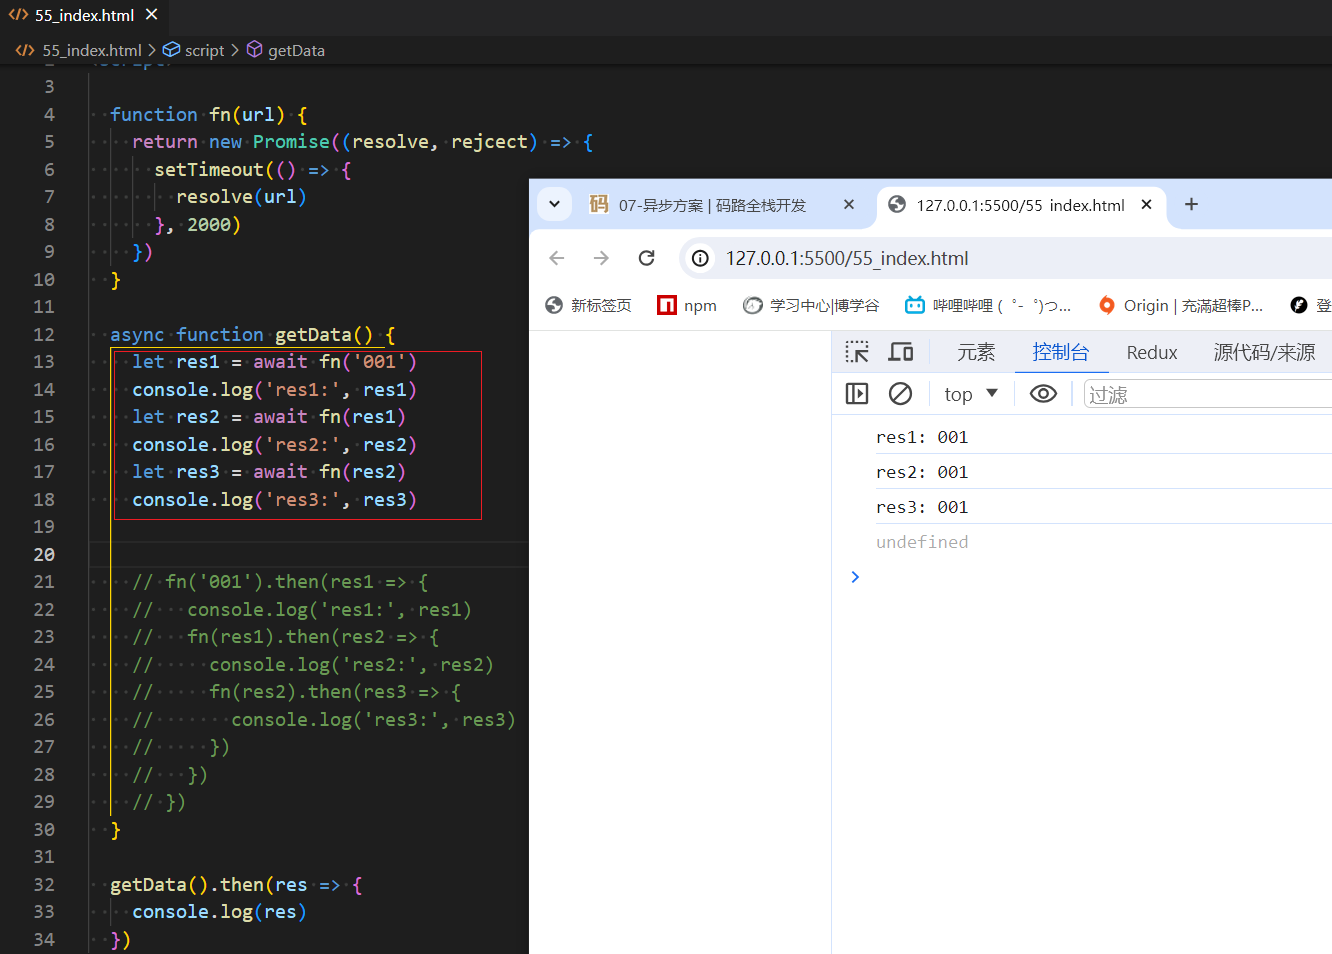 55_index.html
55_index.html > script > getData
3
4 function fn(url) {
5 return new Promise((resolve, rejcect) => {
6 setTimeout(() => {
7 resolve(url)
8 }, 2000)
9 })
10 }
11
12 async function getData() {
13 let res1 = await fn('001')
14 console.log('res1:', res1)
15 let res2 = await fn(res1)
16 console.log('res2:', res2)
17 let res3 = await fn(res2)
18 console.log('res3:', res3)
19
20
21 // fn('001').then(res1 => {
22 // console.log('res1:', res1)
23 // fn(res1).then(res2 => {
24 // console.log('res2:', res2)
25 // fn(res2).then(res3 => {
26 // console.log('res3:', res3)
27 // })
28 // })
29 // })
30 }
31
32 getData().then(res => {
33 console.log(res)
34 })
码 07-异步方案 | 码路全栈开发 127.0.0.1:5500/55_index.html
127.0.0.1:5500/55_index.html
新标签页 npm 学习中心|博学谷 哔哩哔哩 (゜-゜)つ... Origin | 充滿超棒P... 登
元素 控制台 Redux 源代码/来源
top 过滤
res1: 001
res2: 001
res3: 001
undefined